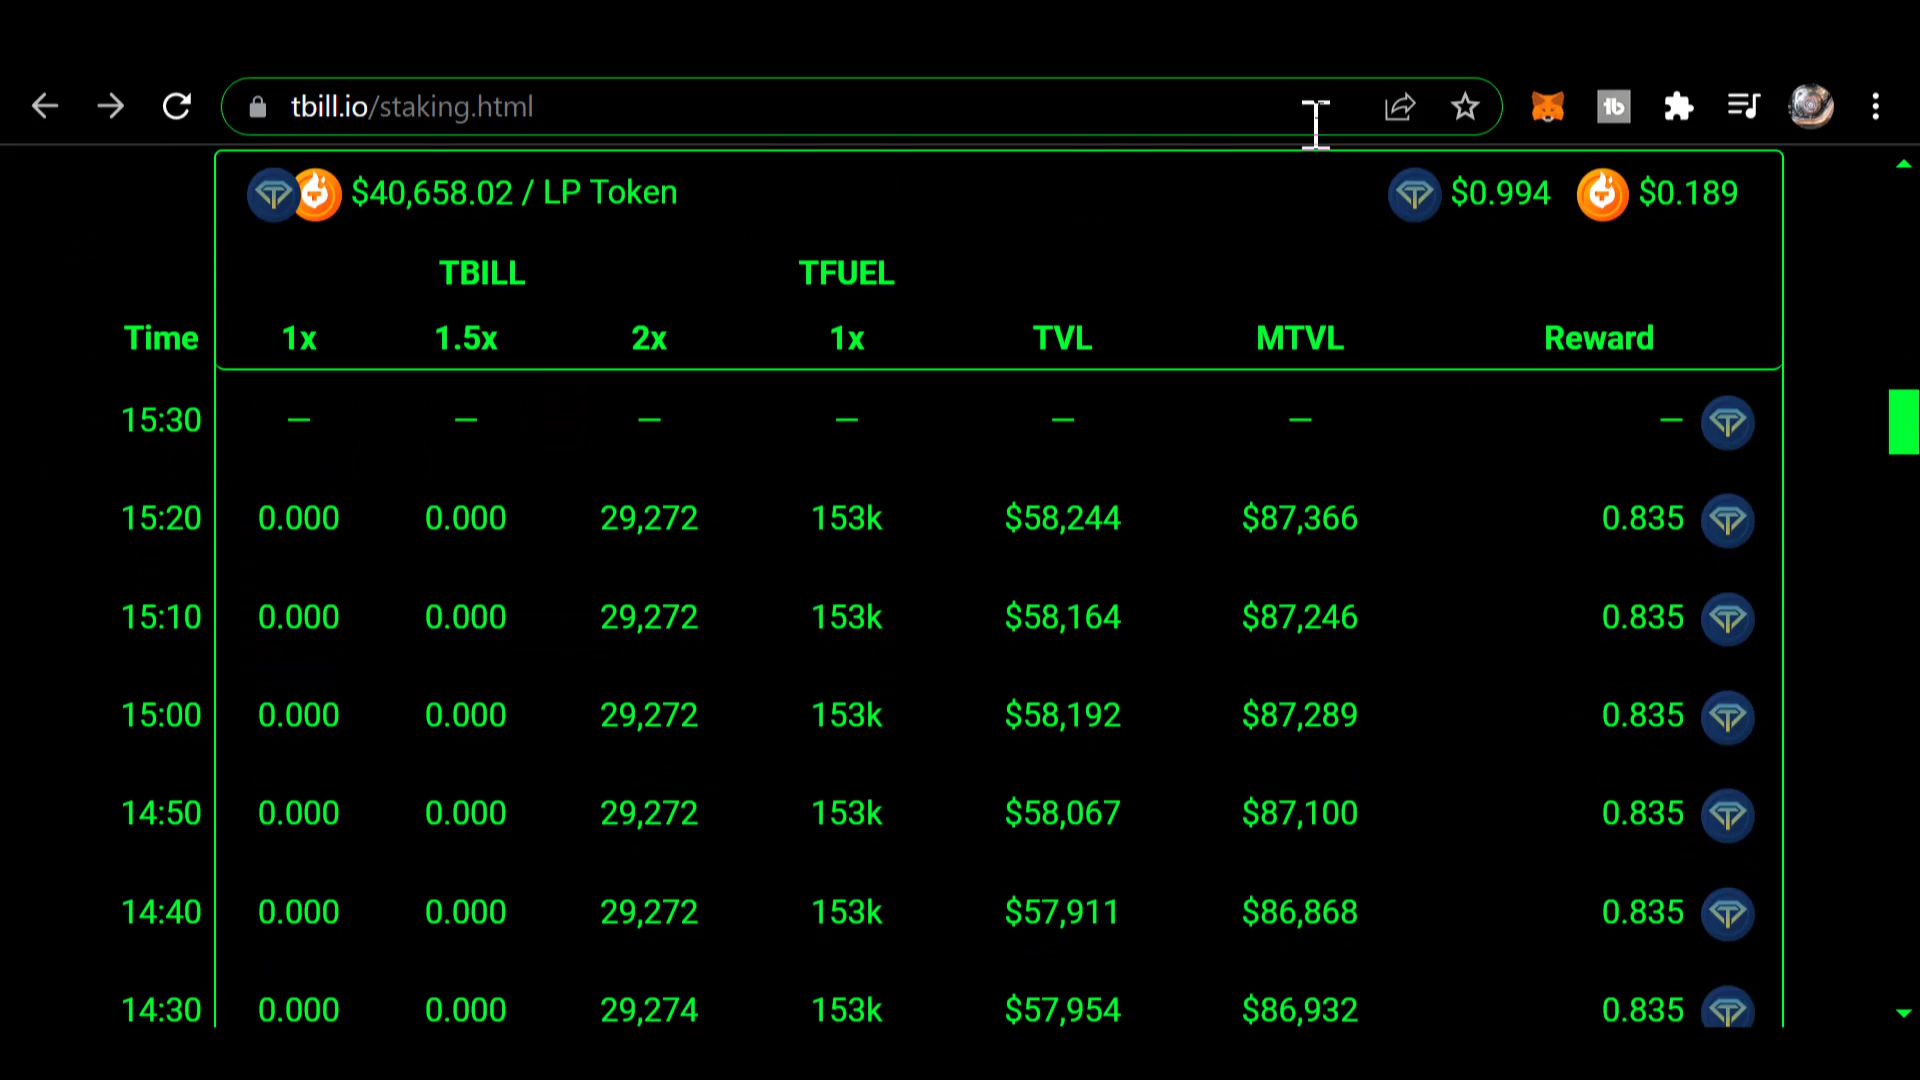 tbill.io/staking.html
$40,658.02 / LP Token $0.994 $0.189
TBILL TFUEL
Time 1x 1.5x 2x 1x TVL MTVL Reward
15:30 — — — — — — —
15:20 0.000 0.000 29,272 153k $58,244 $87,366 0.835
15:10 0.000 0.000 29,272 153k $58,164 $87,246 0.835
15:00 0.000 0.000 29,272 153k $58,192 $87,289 0.835
14:50 0.000 0.000 29,272 153k $58,067 $87,100 0.835
14:40 0.000 0.000 29,272 153k $57,911 $86,868 0.835
14:30 0.000 0.000 29,274 153k $57,954 $86,932 0.835